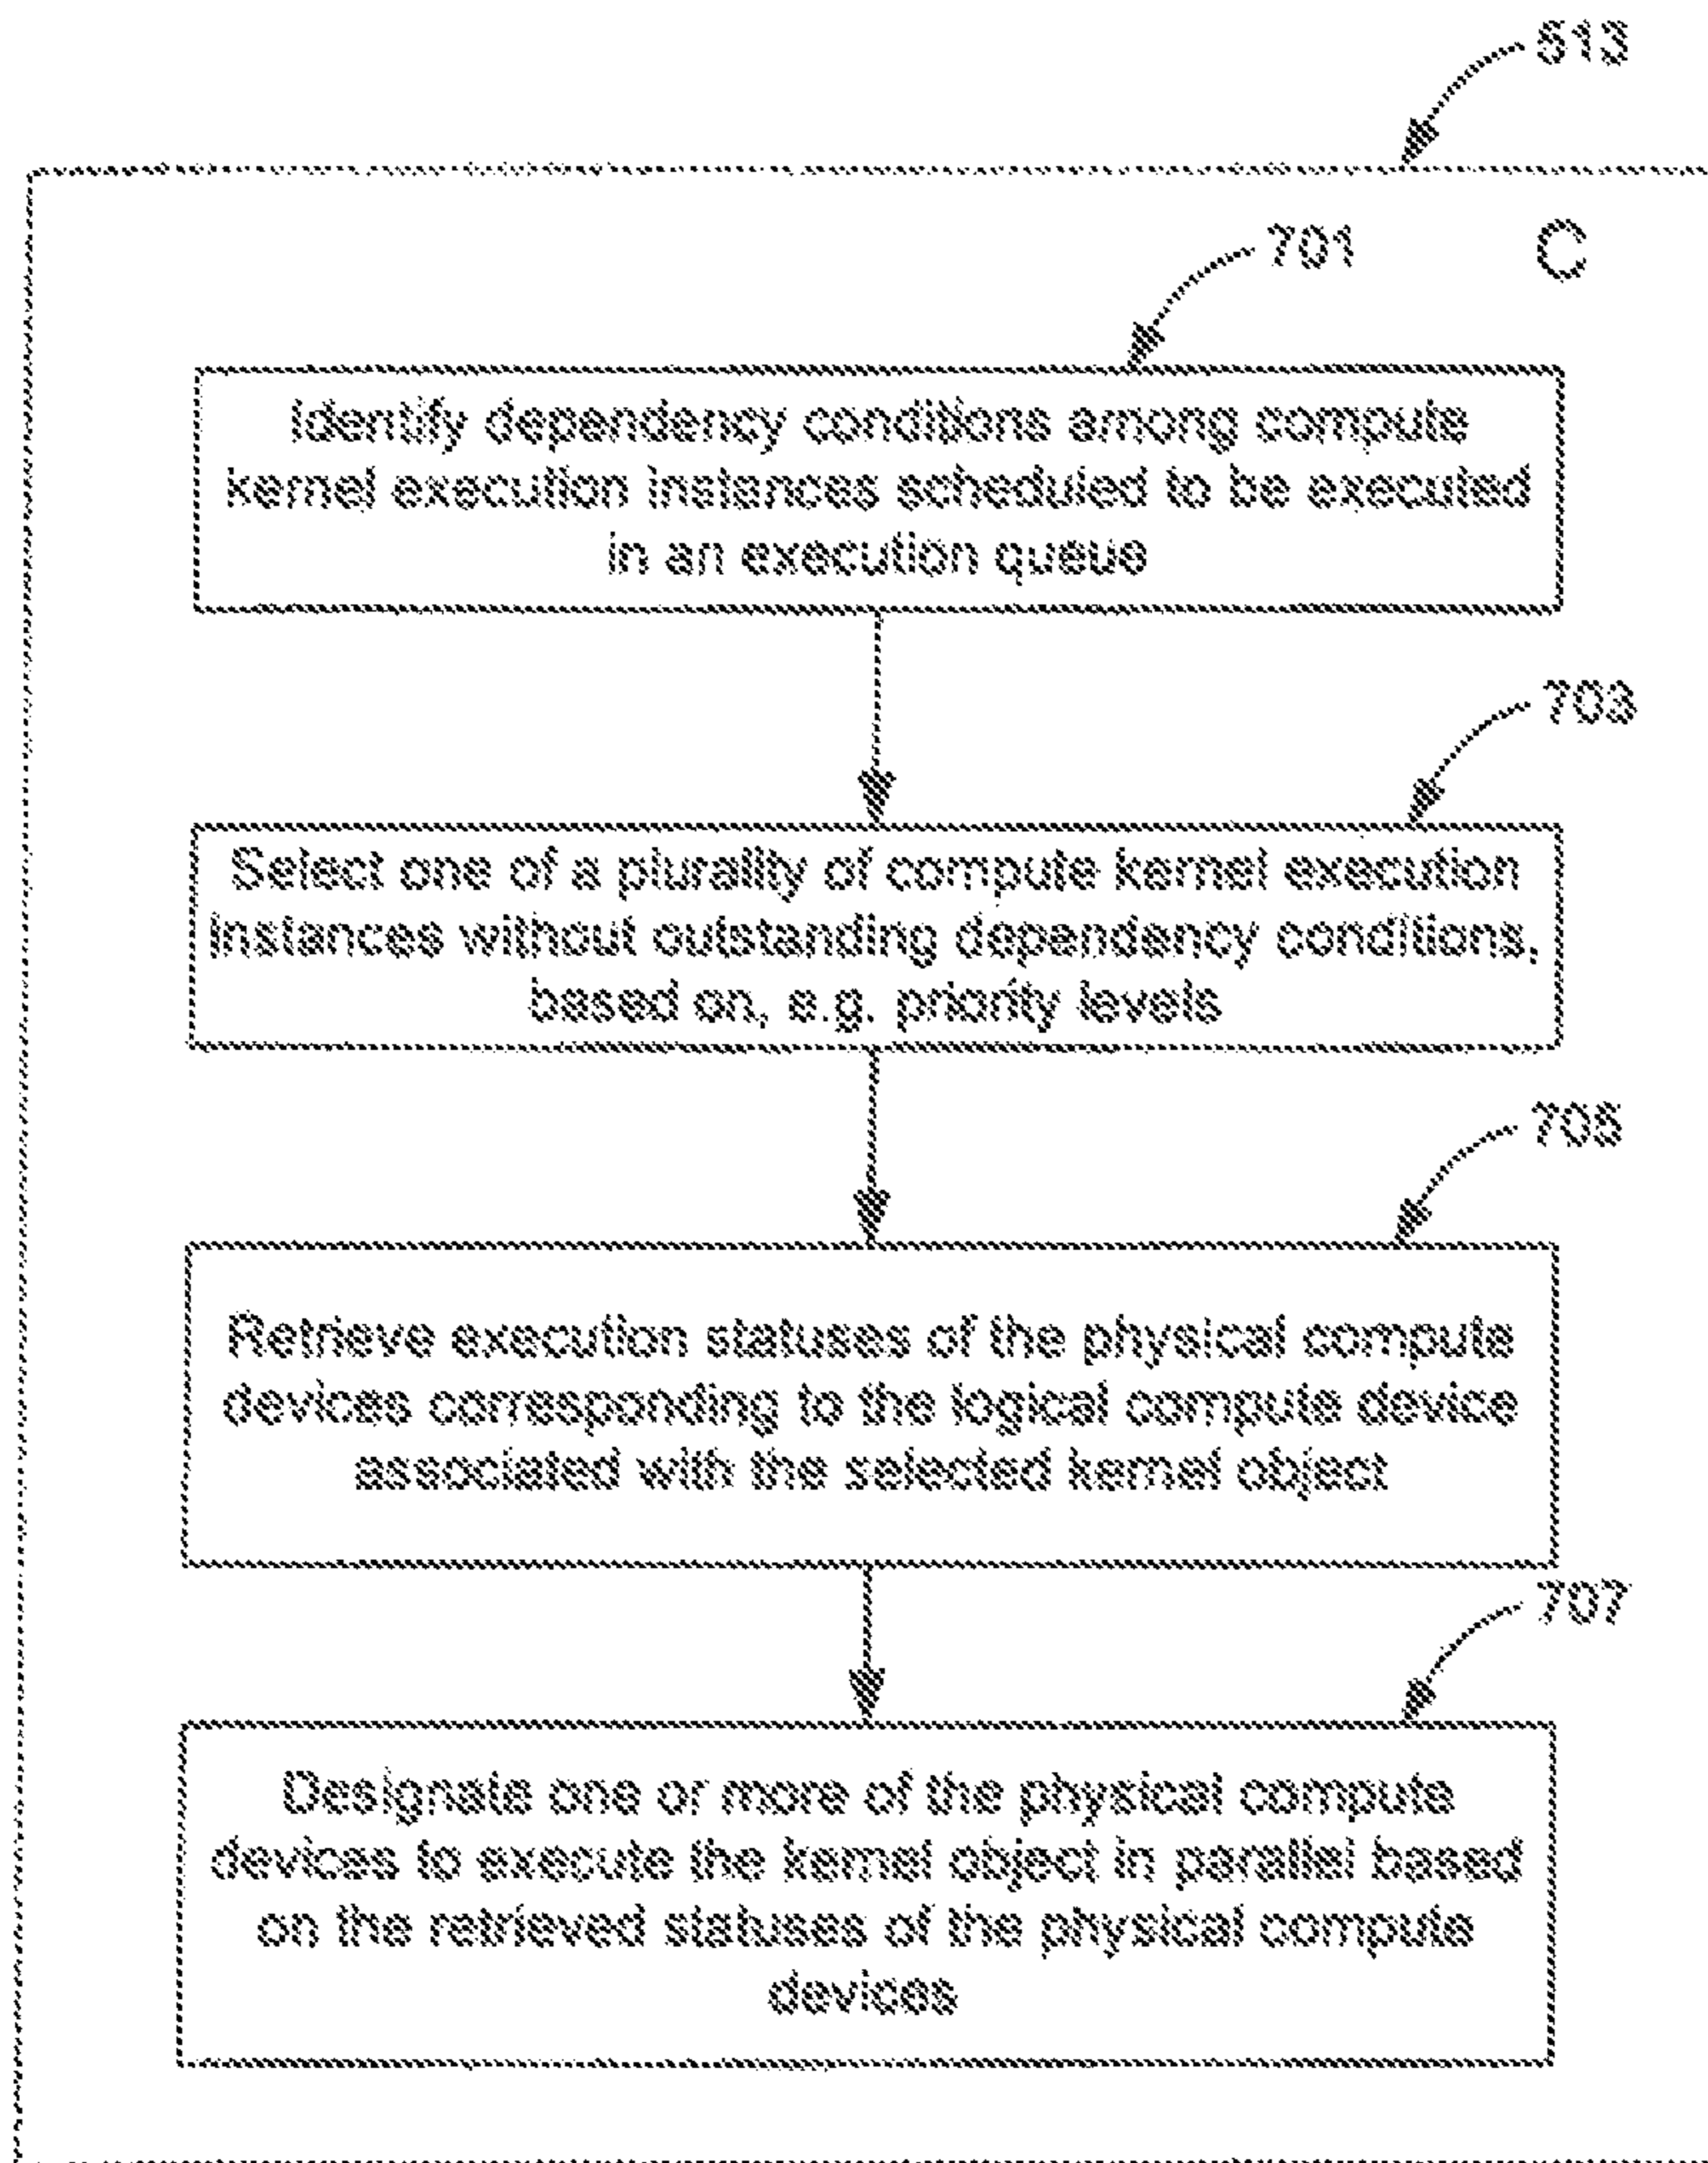 513
C
701
Identify dependency conditions among compute
kernel execution instances scheduled to be executed
in an execution queue
703
Select one of a plurality of compute kernel execution
instances without outstanding dependency conditions,
based on, e.g. priority levels
705
Retrieve execution statuses of the physical compute
devices corresponding to the logical compute device
associated with the selected kernel object
707
Designate one or more of the physical compute
devices to execute the kernel object in parallel based
on the retrieved statuses of the physical compute
devices